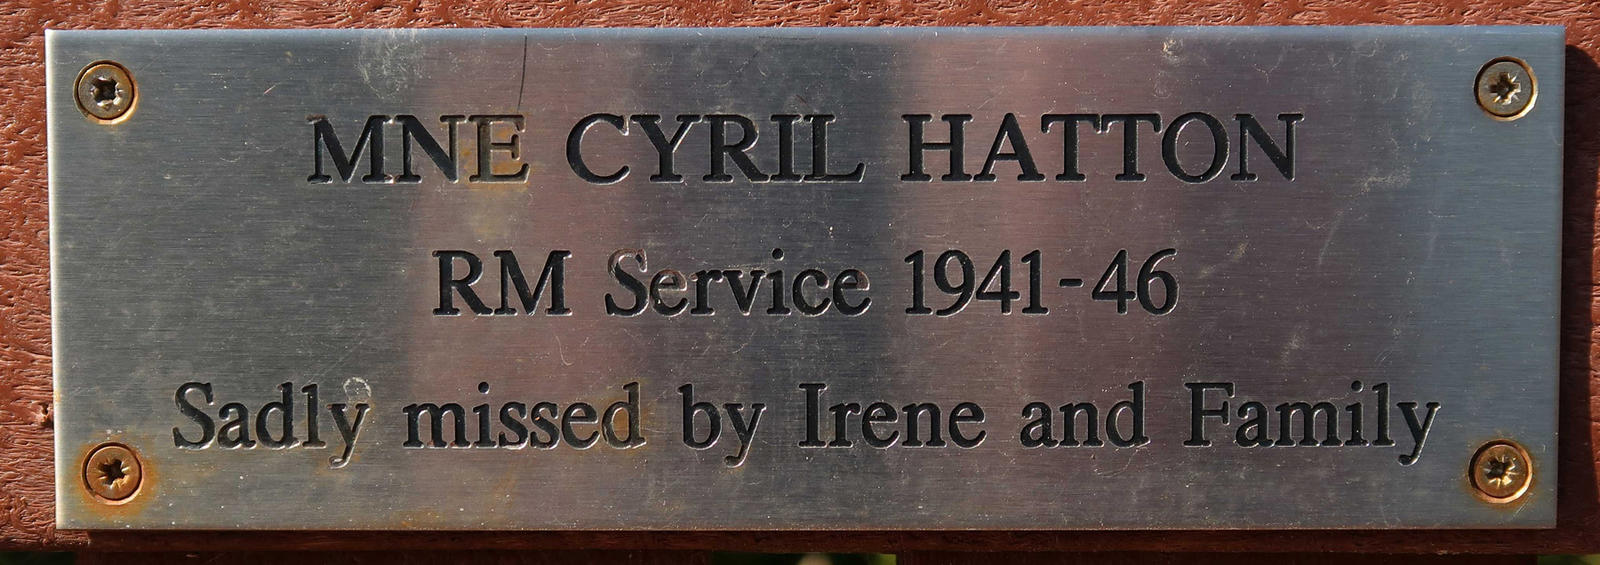 MNE CYRIL HATTON
RM Service 1941-46
Sadly missed by Irene and Family